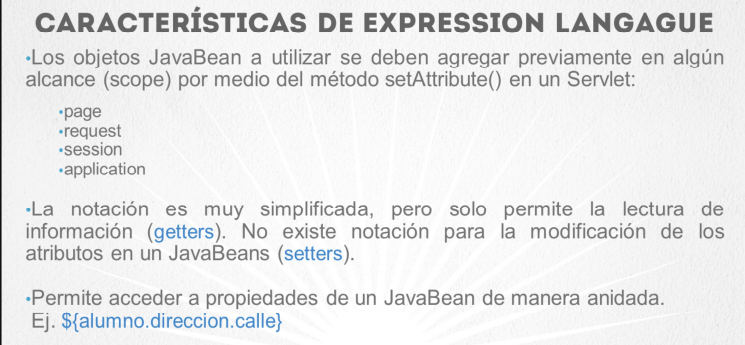 CARACTERÍSTICAS DE EXPRESSION LANGAGUE
•Los objetos JavaBean a utilizar se deben agregar previamente en algún
alcance (scope) por medio del método setAttribute() en un Servlet:
•page
•request
•session
•application
•La notación es muy simplificada, pero solo permite la lectura de
información (getters). No existe notación para la modificación de los
atributos en un JavaBeans (setters).
•Permite acceder a propiedades de un JavaBean de manera anidada.
Ej. ${alumno.direccion.calle}